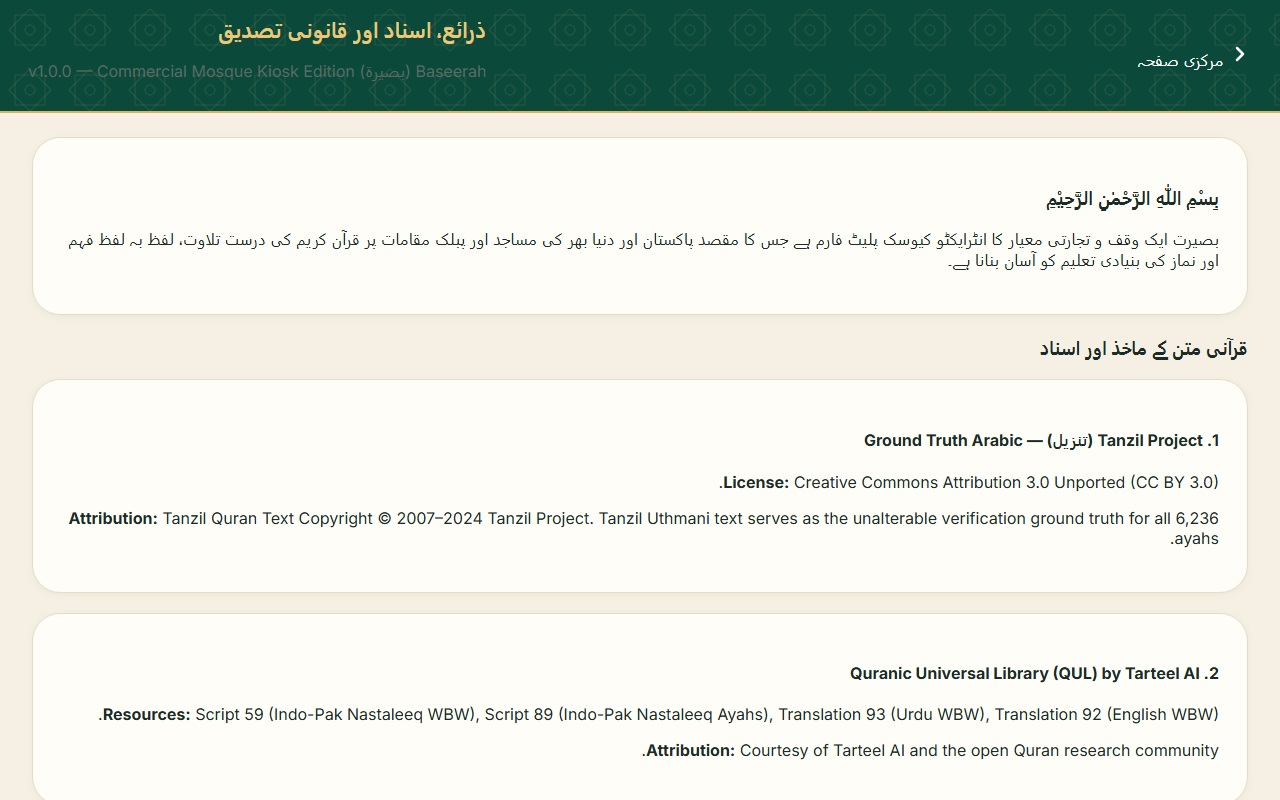 مرکزی صفحہ
ذرائع، اسناد اور قانونی تصدیق
Baseerah (بصیرۃ) v1.0.0 — Commercial Mosque Kiosk Edition
بِسْمِ اللّٰهِ الرَّحْمٰنِ الرَّحِيْمِ
بصیرت ایک وقف و تجارتی معیار کا انٹرایکٹو کیوسک پلیٹ فارم ہے جس کا مقصد پاکستان اور دنیا بھر کی مساجد اور پبلک مقامات پر قرآن کریم کی درست تلاوت، لفظ بہ لفظ فہم
اور نماز کی بنیادی تعلیم کو آسان بنانا ہے۔
قرآنی متن کے ماخذ اور اسناد
1. Tanzil Project (تنزیل) — Ground Truth Arabic
License: Creative Commons Attribution 3.0 Unported (CC BY 3.0).
Attribution: Tanzil Quran Text Copyright © 2007–2024 Tanzil Project. Tanzil Uthmani text serves as the unalterable verification ground truth for all 6,236
ayahs.
2. Quranic Universal Library (QUL) by Tarteel AI
Resources: Script 59 (Indo-Pak Nastaleeq WBW), Script 89 (Indo-Pak Nastaleeq Ayahs), Translation 93 (Urdu WBW), Translation 92 (English WBW).
Attribution: Courtesy of Tarteel AI and the open Quran research community.